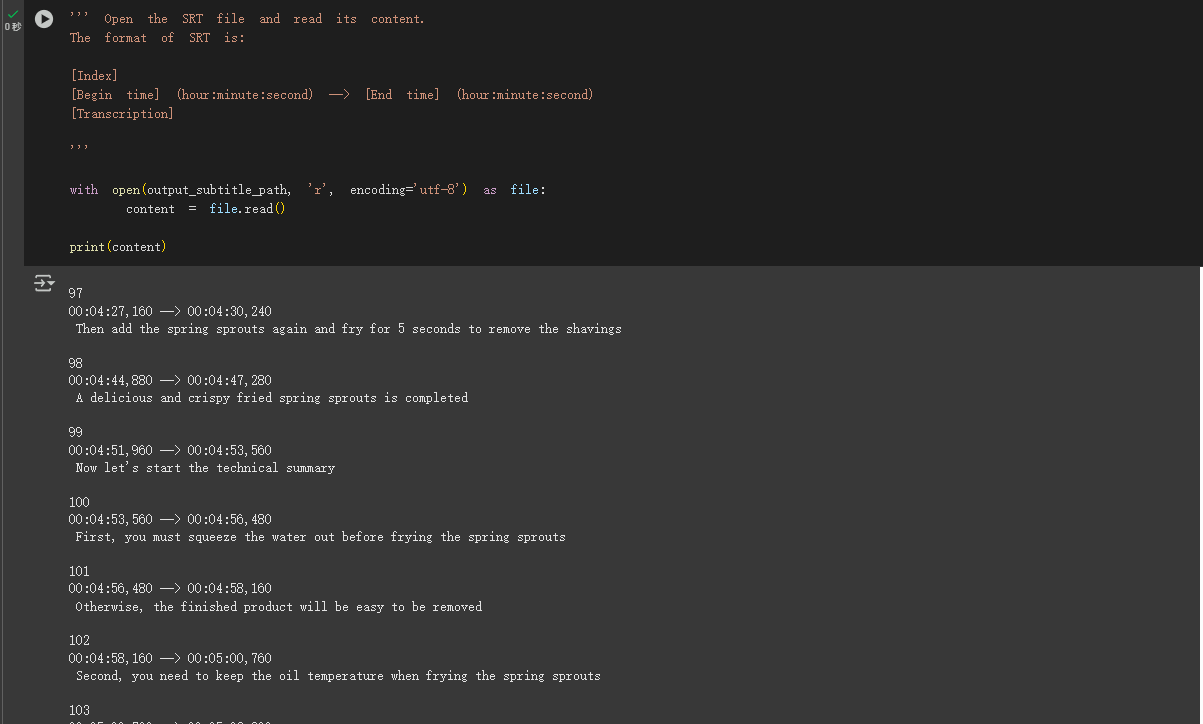 0秒
''' Open the SRT file and read its content.
The format of SRT is:
[Index]
[Begin time] (hour:minute:second) --> [End time] (hour:minute:second)
[Transcription]
'''
with open(output_subtitle_path, 'r', encoding='utf-8') as file:
content = file.read()
print(content)
97
00:04:27,160 --> 00:04:30,240
Then add the spring sprouts again and fry for 5 seconds to remove the shavings
98
00:04:44,880 --> 00:04:47,280
A delicious and crispy fried spring sprouts is completed
99
00:04:51,960 --> 00:04:53,560
Now let's start the technical summary
100
00:04:53,560 --> 00:04:56,480
First, you must squeeze the water out before frying the spring sprouts
101
00:04:56,480 --> 00:04:58,160
Otherwise, the finished product will be easy to be removed
102
00:04:58,160 --> 00:05:00,760
Second, you need to keep the oil temperature when frying the spring sprouts
103